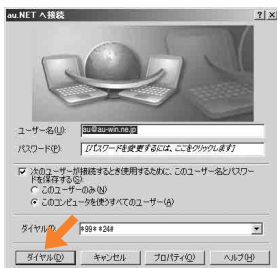 au.NET へ接続
ユーザー名(U): au@au-win.ne.jp
パスワード(P): [パスワードを変更するには、ここをクリックします]
次のユーザーが接続するとき使用するために、このユーザー名とパスワー
ドを保存する(S):
このユーザーのみ(N)
このコンピュータを使うすべてのユーザー(A)
ダイヤル *99**24#
ダイヤル(D) キャンセル プロパティ(O) ヘルプ(H)